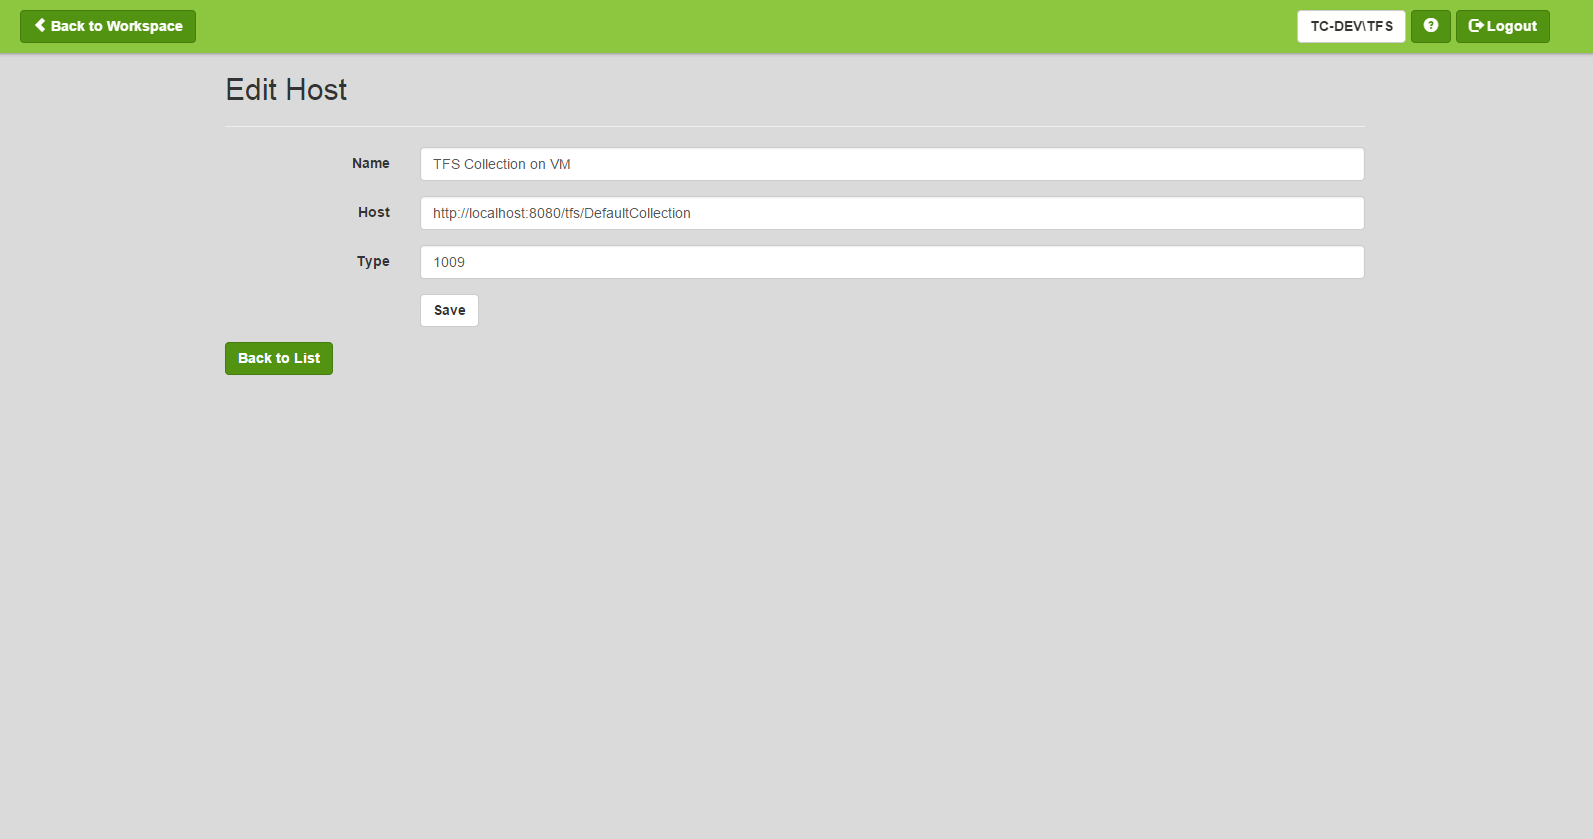 Back to Workspace
TC-DEV\TFS
Logout
Edit Host
Name
TFS Collection on VM
Host
http://localhost:8080/tfs/DefaultCollection
Type
1009
Save
Back to List